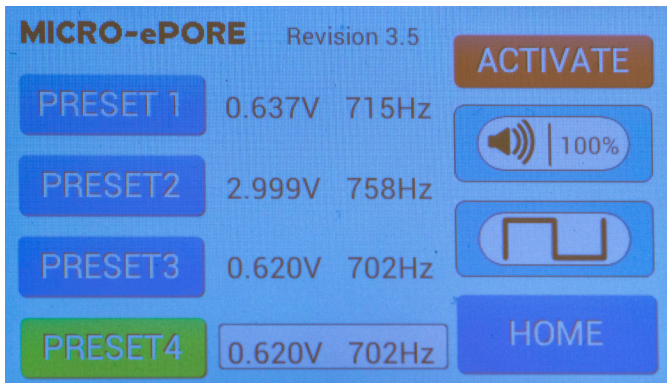 MICRO-ePORE Revision 3.5
ACTIVATE
PRESET 1 0.637V 715Hz
100%
PRESET2 2.999V 758Hz
PRESET3 0.620V 702Hz
PRESET4 0.620V 702Hz
HOME